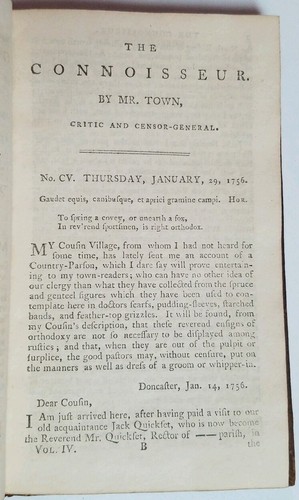 THE
CONNOISSEUR.
BY MR. TOWN,
CRITIC AND CENSOR-GENERAL.
No. CV. THURSDAY, JANUARY, 29, 1756.
Gaudet equis, canibusque, et aprici gramine campi. HOR.
To ſpring a covey, or unearth a fox,
In rev'rend ſportſmen, is right orthodox.
MY Couſin Village, from whom I had not heard for
ſome time, has lately ſent me an account of a
Country-Parſon, which I dare ſay will prove entertain-
ing to my town-readers; who can have no other idea of
our clergy than what they have collected from the ſpruce
and genteel figures which they have been uſed to con-
template here in doctors ſcarfs, pudding-ſleeves, ſtarched
bands, and feather-top grizzles. It will be found, from
my Couſin's deſcription, that theſe reverend enſigns of
orthodoxy are not ſo neceſſary to be diſplayed among
ruſtics; and that, when they are out of the pulpit or
ſurplice, the good paſtors may, without cenſure, put on
the manners as well as dreſs of a groom or whipper-in.
Doncaſter, Jan. 14, 1756.
Dear Couſin,
I Am juſt arrived here, after having paid a viſit to our
old acquaintance Jack Quickſet, who is now become
the Reverend Mr. Quickſet, Rector of —— pariſh, in the
VOL. IV. B